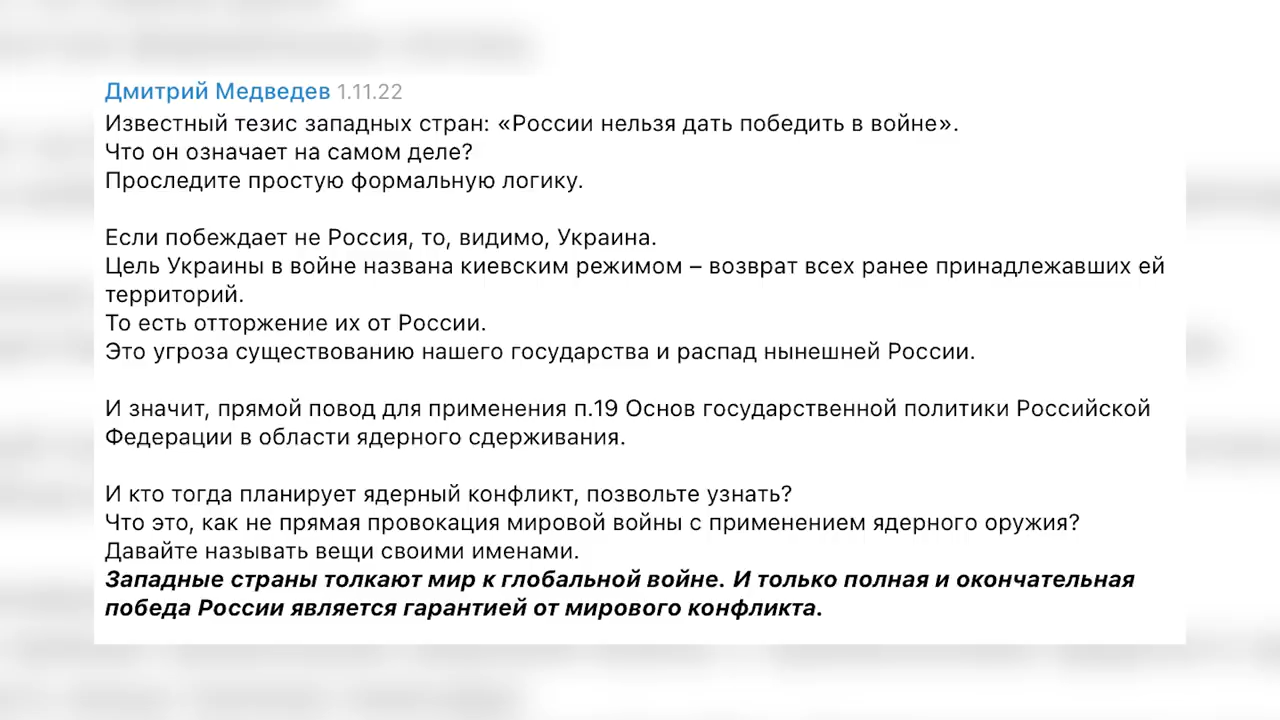 Дмитрий Медведев 1.11.22
Известный тезис западных стран: «России нельзя дать победить в войне».
Что он означает на самом деле?
Проследите простую формальную логику.
Если побеждает не Россия, то, видимо, Украина.
Цель Украины в войне названа киевским режимом – возврат всех ранее принадлежавших ей
территорий.
То есть отторжение их от России.
Это угроза существованию нашего государства и распад нынешней России.
И значит, прямой повод для применения п.19 Основ государственной политики Российской
Федерации в области ядерного сдерживания.
И кто тогда планирует ядерный конфликт, позвольте узнать?
Что это, как не прямая провокация мировой войны с применением ядерного оружия?
Давайте называть вещи своими именами.
Западные страны толкают мир к глобальной войне. И только полная и окончательная
победа России является гарантией от мирового конфликта.